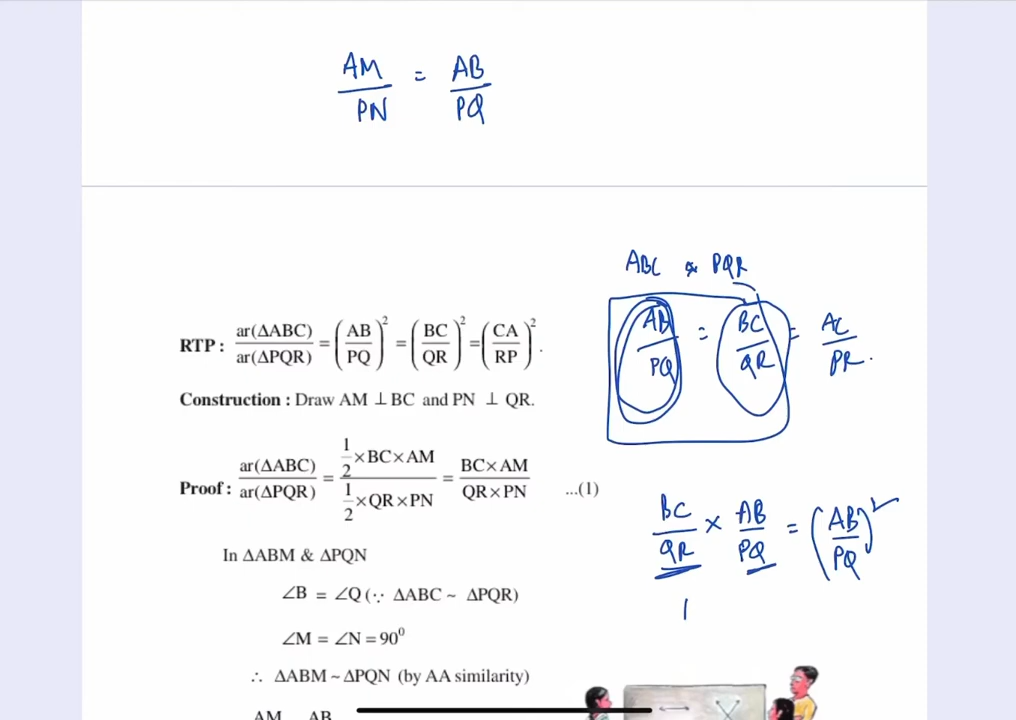 AM/PN = AB/PQ
ABC ~ PQR
AB/PQ = BC/QR = AC/PR.
RTP : ar(ΔABC)/ar(ΔPQR) = (AB/PQ)² = (BC/QR)² = (CA/RP)².
Construction : Draw AM ⊥ BC and PN ⊥ QR.
Proof : ar(ΔABC)/ar(ΔPQR) = (1/2 × BC × AM)/(1/2 × QR × PN) = (BC × AM)/(QR × PN) ...(1)
BC/QR × AB/PQ = (AB/PQ)²
In ΔABM & ΔPQN
∠B = ∠Q (∵ ΔABC ~ ΔPQR)
∠M = ∠N = 90⁰
∴ ΔABM ~ ΔPQN (by AA similarity)
AM AB